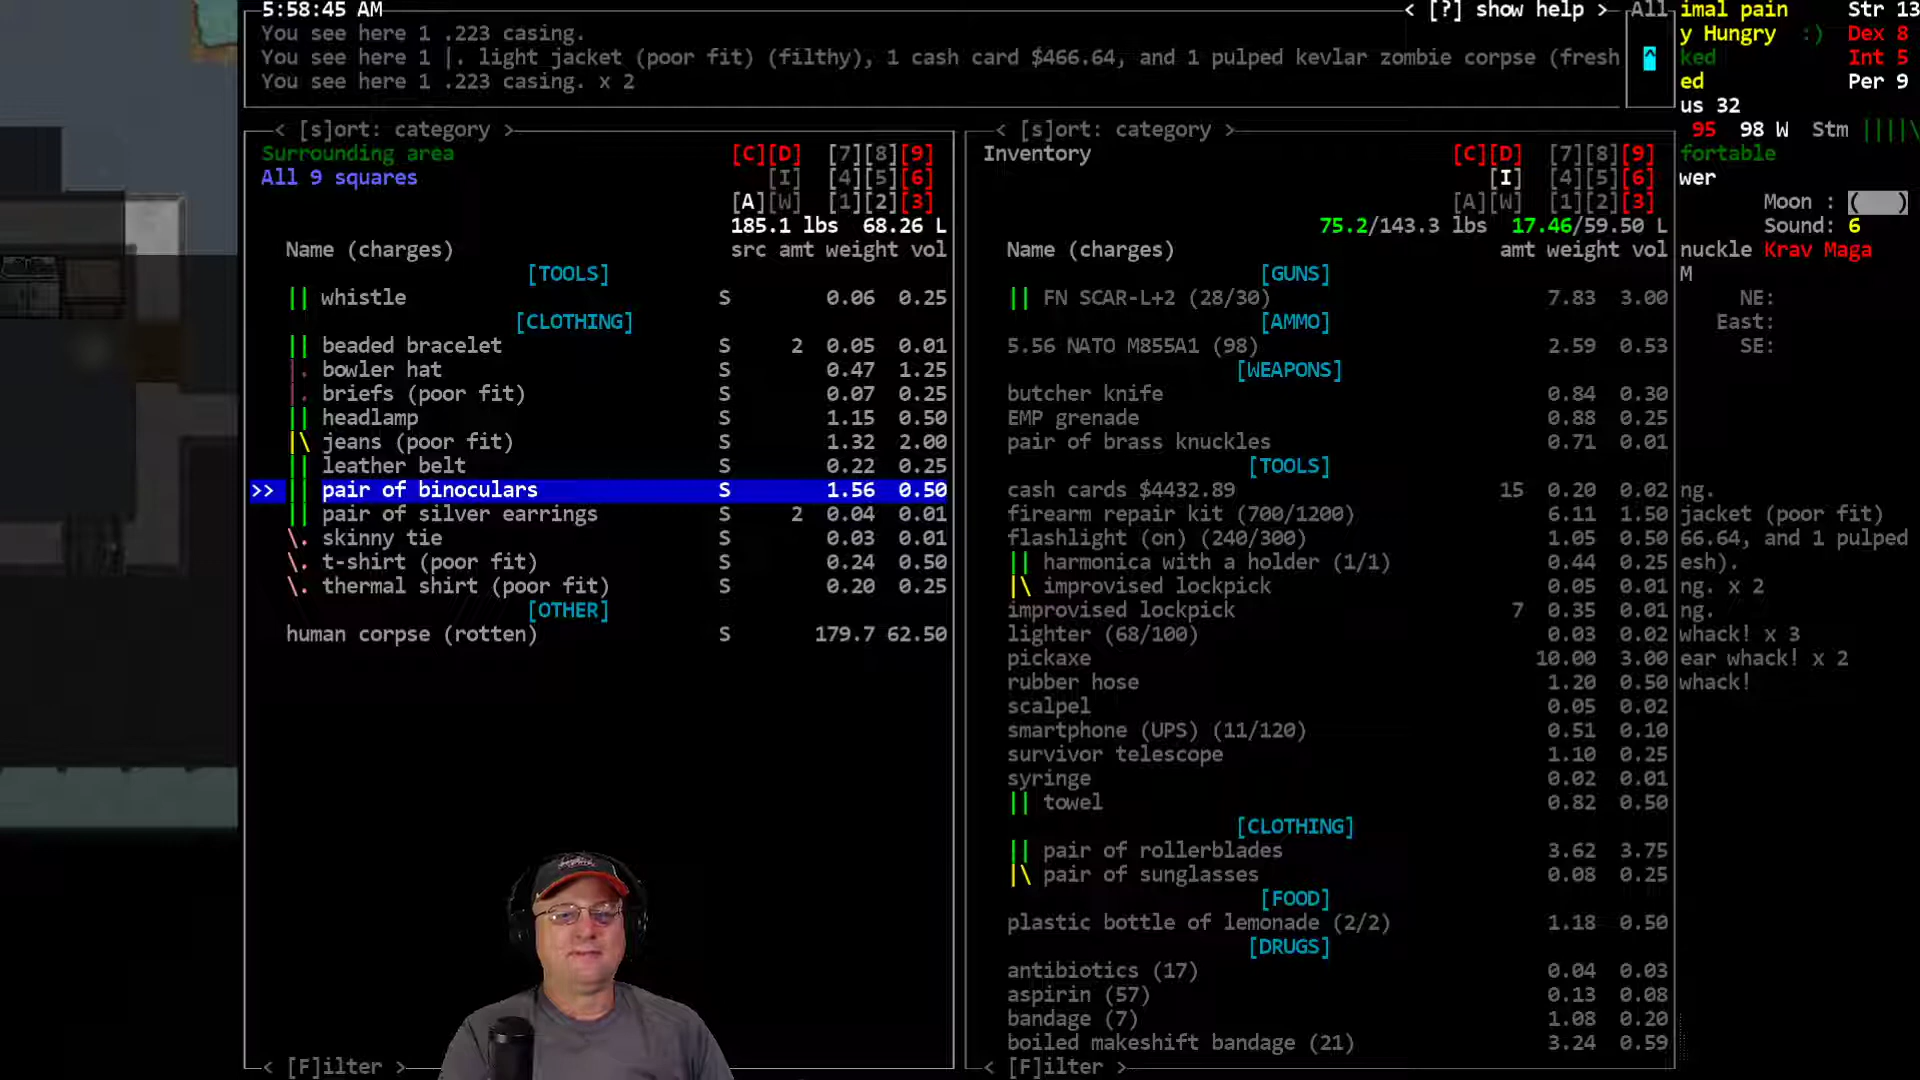 5:58:45 AM
< [?] show help >
All
You see here 1 .223 casing.
You see here 1 |. light jacket (poor fit) (filthy), 1 cash card $466.64, and 1 pulped kevlar zombie corpse (fresh
^
You see here 1 .223 casing. x 2
imal pain Str 13
y Hungry :) Dex 8
ked Int 5
ed Per 9
us 32
95 98 W Stm ||||\
fortable
wer
Moon : ( )
Sound: 6
nuckle Krav Maga
M
NE:
East:
SE:
ng.
jacket (poor fit)
66.64, and 1 pulped
esh).
ng. x 2
ng.
whack! x 3
ear whack! x 2
whack!
< [s]ort: category >
Surrounding area [C][D] [7][8][9]
All 9 squares [I] [4][5][6]
[A][W] [1][2][3]
185.1 lbs 68.26 L
Name (charges) src amt weight vol
[TOOLS]
|| whistle S 0.06 0.25
[CLOTHING]
|| beaded bracelet S 2 0.05 0.01
|. bowler hat S 0.47 1.25
|. briefs (poor fit) S 0.07 0.25
|| headlamp S 1.15 0.50
|\ jeans (poor fit) S 1.32 2.00
|| leather belt S 0.22 0.25
>> || pair of binoculars S 1.56 0.50
|| pair of silver earrings S 2 0.04 0.01
\. skinny tie S 0.03 0.01
\. t-shirt (poor fit) S 0.24 0.50
\. thermal shirt (poor fit) S 0.20 0.25
[OTHER]
human corpse (rotten) S 179.7 62.50
< [F]ilter >
< [s]ort: category >
Inventory [C][D] [7][8][9]
[I] [4][5][6]
[A][W] [1][2][3]
75.2/143.3 lbs 17.46/59.50 L
Name (charges) amt weight vol
[GUNS]
|| FN SCAR-L+2 (28/30) 7.83 3.00
[AMMO]
5.56 NATO M855A1 (98) 2.59 0.53
[WEAPONS]
butcher knife 0.84 0.30
EMP grenade 0.88 0.25
pair of brass knuckles 0.71 0.01
[TOOLS]
cash cards $4432.89 15 0.20 0.02
firearm repair kit (700/1200) 6.11 1.50
flashlight (on) (240/300) 1.05 0.50
|| harmonica with a holder (1/1) 0.44 0.25
|\ improvised lockpick 0.05 0.01
improvised lockpick 7 0.35 0.01
lighter (68/100) 0.03 0.02
pickaxe 10.00 3.00
rubber hose 1.20 0.50
scalpel 0.05 0.02
smartphone (UPS) (11/120) 0.51 0.10
survivor telescope 1.10 0.25
syringe 0.02 0.01
|| towel 0.82 0.50
[CLOTHING]
|| pair of rollerblades 3.62 3.75
|\ pair of sunglasses 0.08 0.25
[FOOD]
plastic bottle of lemonade (2/2) 1.18 0.50
[DRUGS]
antibiotics (17) 0.04 0.03
aspirin (57) 0.13 0.08
bandage (7) 1.08 0.20
boiled makeshift bandage (21) 3.24 0.59
< [F]ilter >